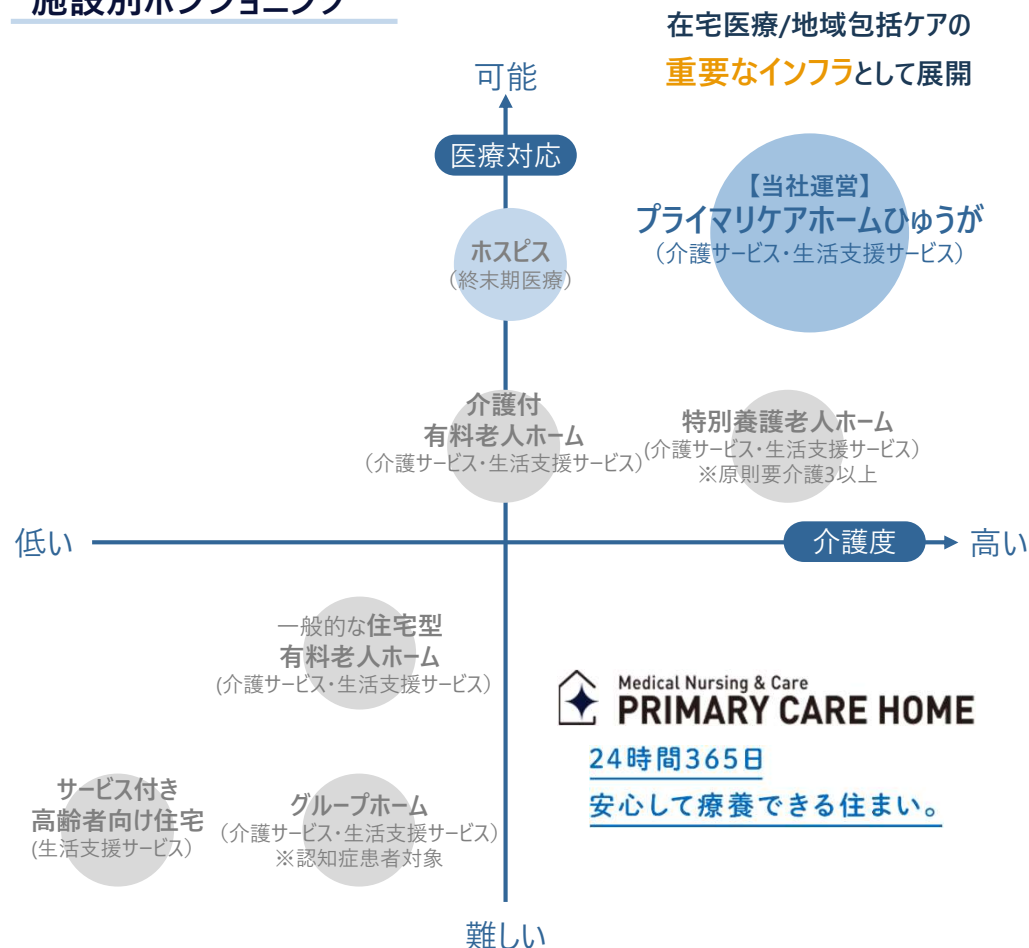 施設別ポジショニング
在宅医療/地域包括ケアの
重要なインフラとして展開
可能
医療対応
【当社運営】
プライマリケアホームひゅうが
（介護サービス・生活支援サービス）
ホスピス
（終末期医療）
介護付
有料老人ホーム
（介護サービス・生活支援サービス）
特別養護老人ホーム
（介護サービス・生活支援サービス）
※原則要介護3以上
低い
介護度
高い
一般的な住宅型
有料老人ホーム
(介護サービス・生活支援サービス）
Medical Nursing & Care
PRIMARY CARE HOME
24時間365日
安心して療養できる住まい。
サービス付き
高齢者向け住宅
(生活支援サービス）
グループホーム
（介護サービス・生活支援サービス）
※認知症患者対象
難しい